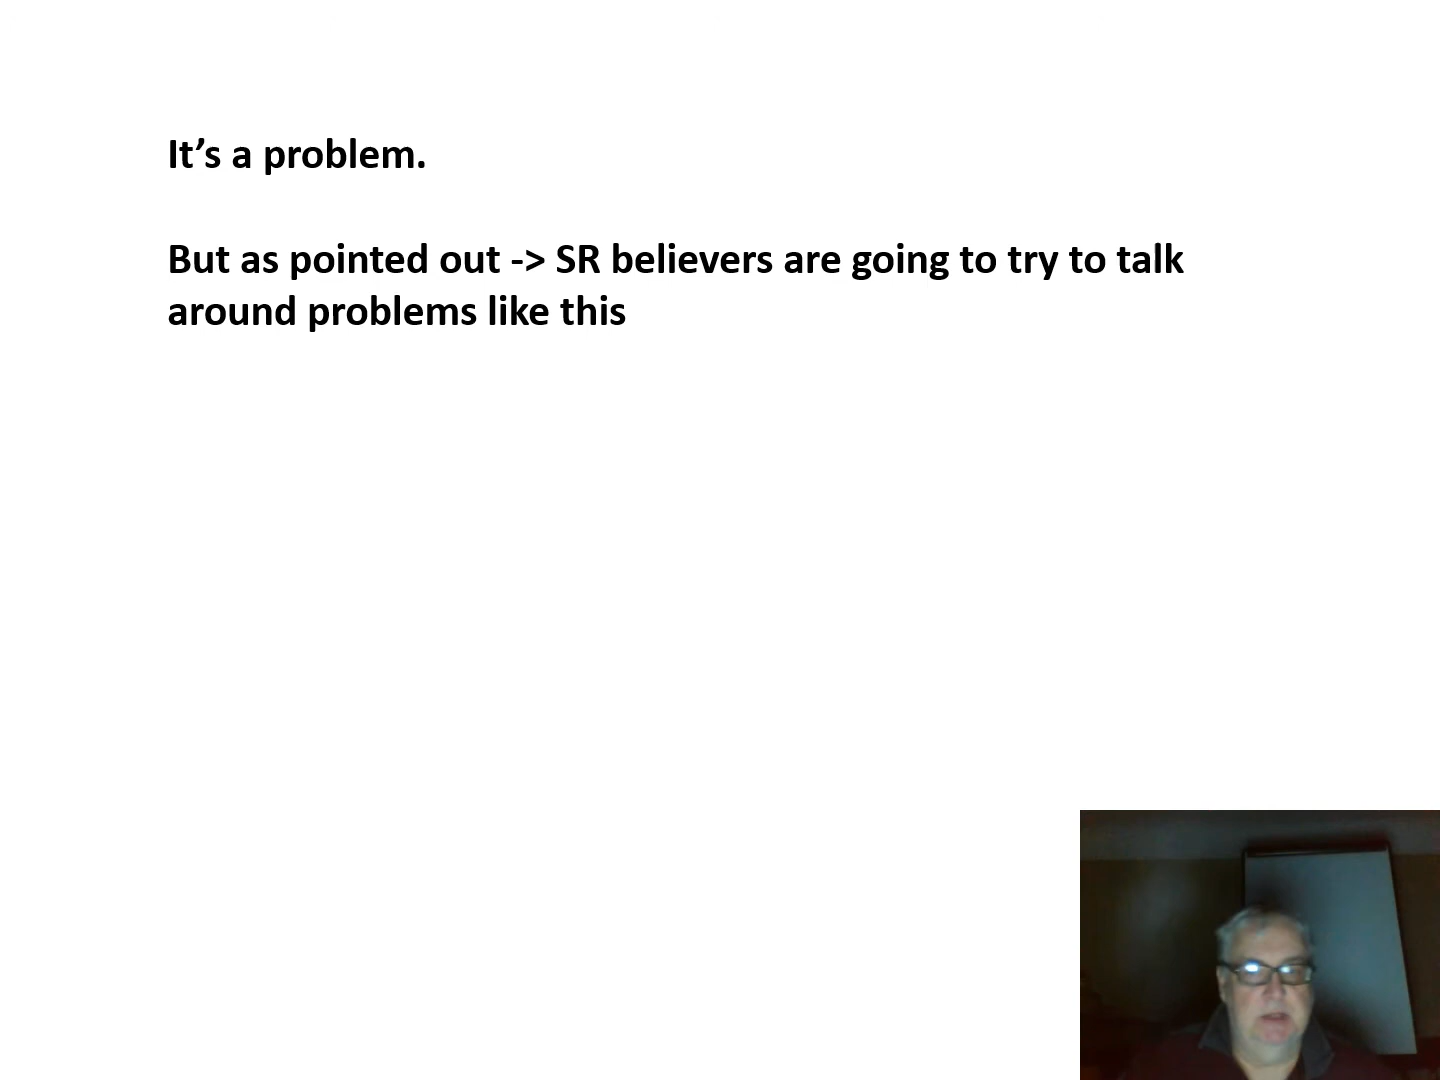 It’s a problem.
But as pointed out -> SR believers are going to try to talk
around problems like this